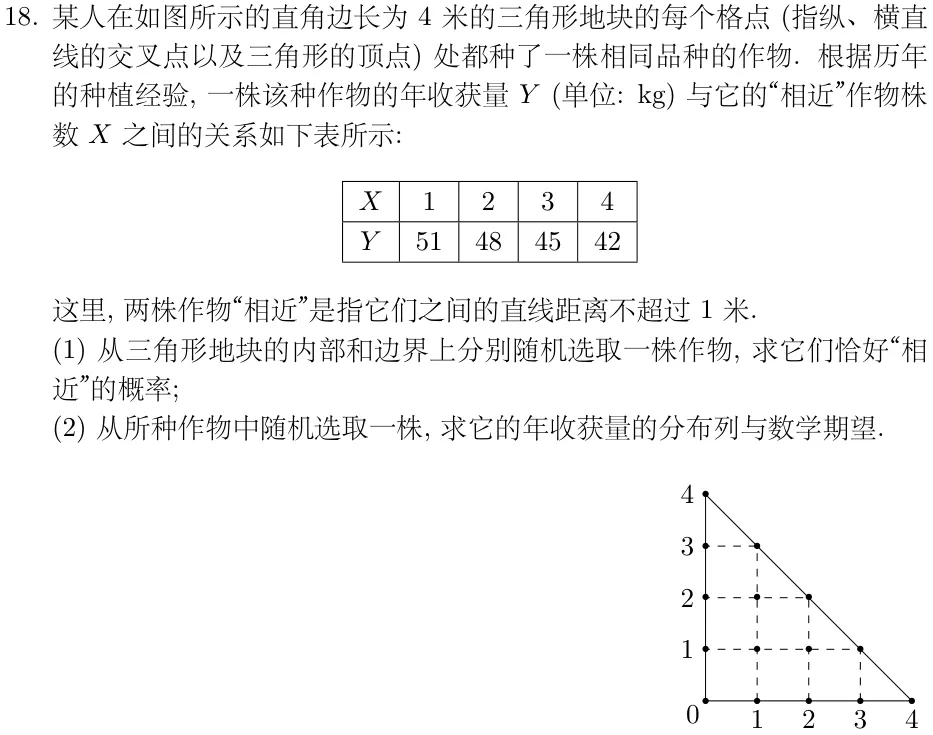 18. 某人在如图所示的直角边长为 4 米的三角形地块的每个格点 (指纵、横直
线的交叉点以及三角形的顶点) 处都种了一株相同品种的作物. 根据历年
的种植经验, 一株该种作物的年收获量 Y (单位: kg) 与它的“相近”作物株
数 X 之间的关系如下表所示:
X 1 2 3 4
Y 51 48 45 42
这里, 两株作物“相近”是指它们之间的直线距离不超过 1 米.
(1) 从三角形地块的内部和边界上分别随机选取一株作物, 求它们恰好“相
近”的概率;
(2) 从所种作物中随机选取一株, 求它的年收获量的分布列与数学期望.
4
3
2
1
0 1 2 3 4